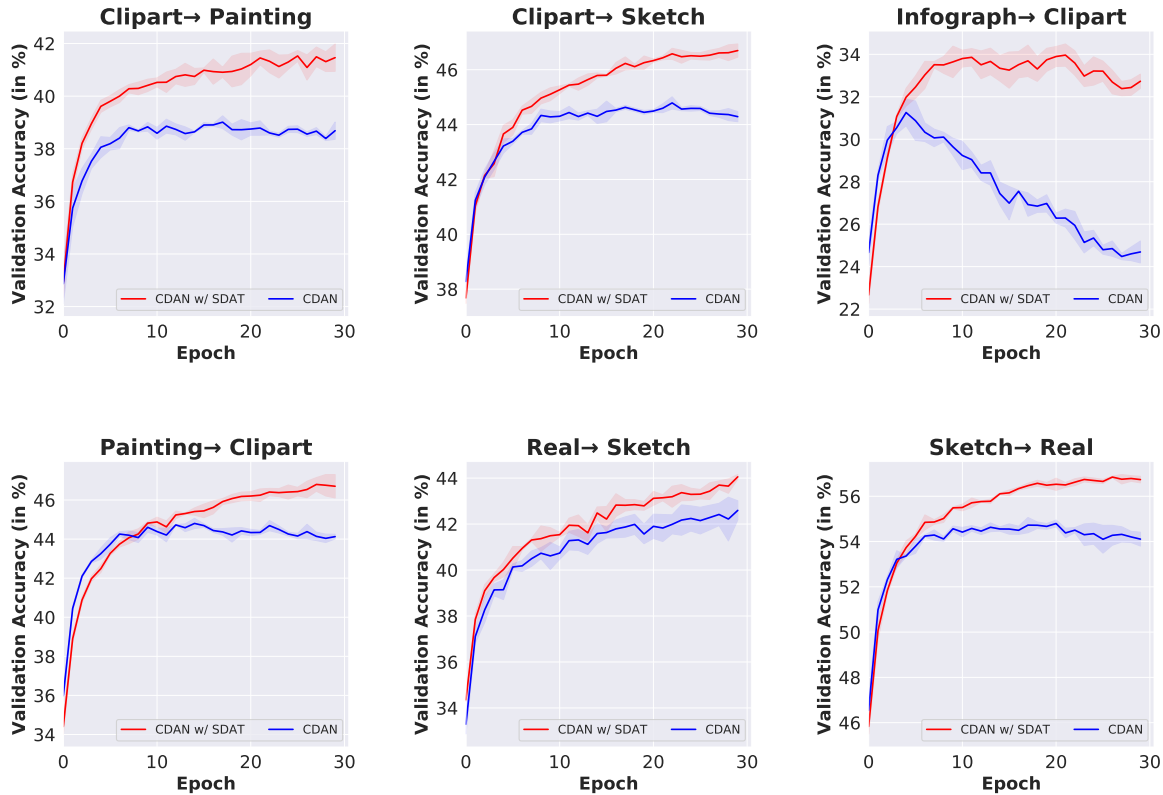 Clipart→ Painting
Validation Accuracy (in %)
42
40
38
36
34
32
CDAN w/ SDAT
CDAN
0
10
20
30
Epoch
Clipart→ Sketch
Validation Accuracy (in %)
46
44
42
40
38
CDAN w/ SDAT
CDAN
0
10
20
30
Epoch
Infograph→ Clipart
Validation Accuracy (in %)
34
32
30
28
26
24
22
CDAN w/ SDAT
CDAN
0
10
20
30
Epoch
Painting→ Clipart
Validation Accuracy (in %)
46
44
42
40
38
36
34
CDAN w/ SDAT
CDAN
0
10
20
30
Epoch
Real→ Sketch
Validation Accuracy (in %)
44
42
40
38
36
34
CDAN w/ SDAT
CDAN
0
10
20
30
Epoch
Sketch→ Real
Validation Accuracy (in %)
56
54
52
50
48
46
CDAN w/ SDAT
CDAN
0
10
20
30
Epoch